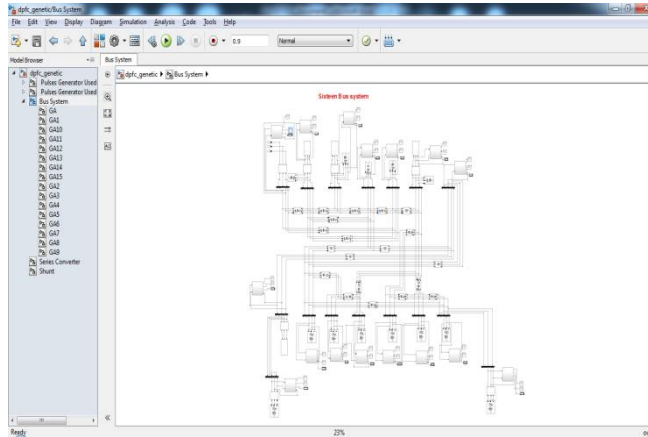 dpfc_genetic/Bus System
File Edit View Display Diagram Simulation Analysis Code Tools Help
0.9
Normal
Model Browser
Bus System
dpfc_genetic
Pulses Generator Used
Pulses Generator Used
Bus System
GA
GA1
GA10
GA11
GA12
GA13
GA14
GA15
GA2
GA3
GA4
GA5
GA6
GA7
GA8
GA9
Series Converter
Shunt
dpfc_genetic Bus System
Sixteen Bus system
Ready
23%